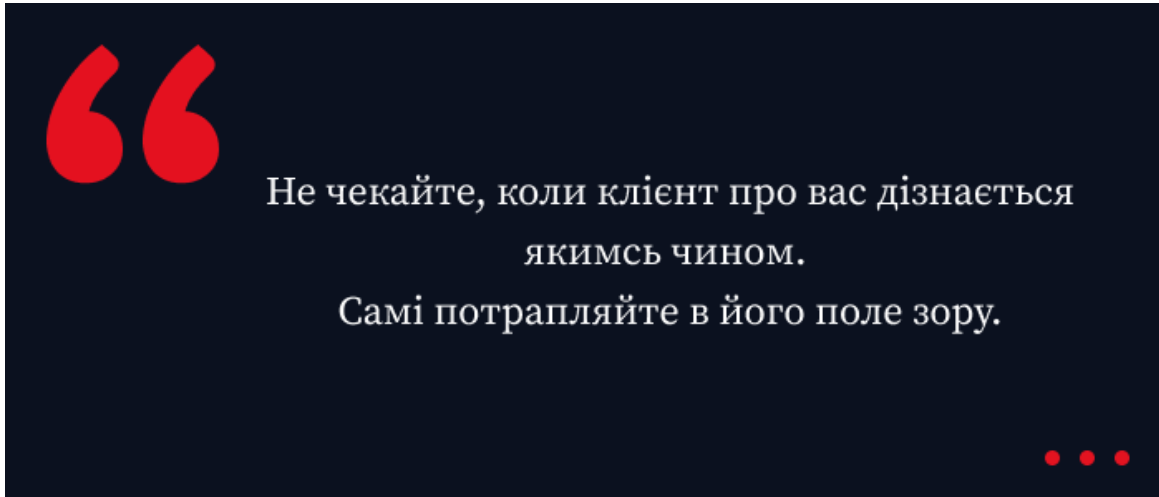 Не чекайте, коли клієнт про вас дізнається
якимсь чином.
Самі потрапляйте в його поле зору.